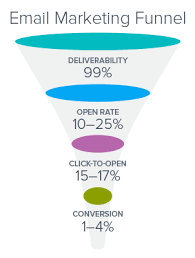 Email Marketing Funnel
DELIVERABILITY
99%
OPEN RATE
10–25%
CLICK-TO-OPEN
15–17%
CONVERSION
1–4%